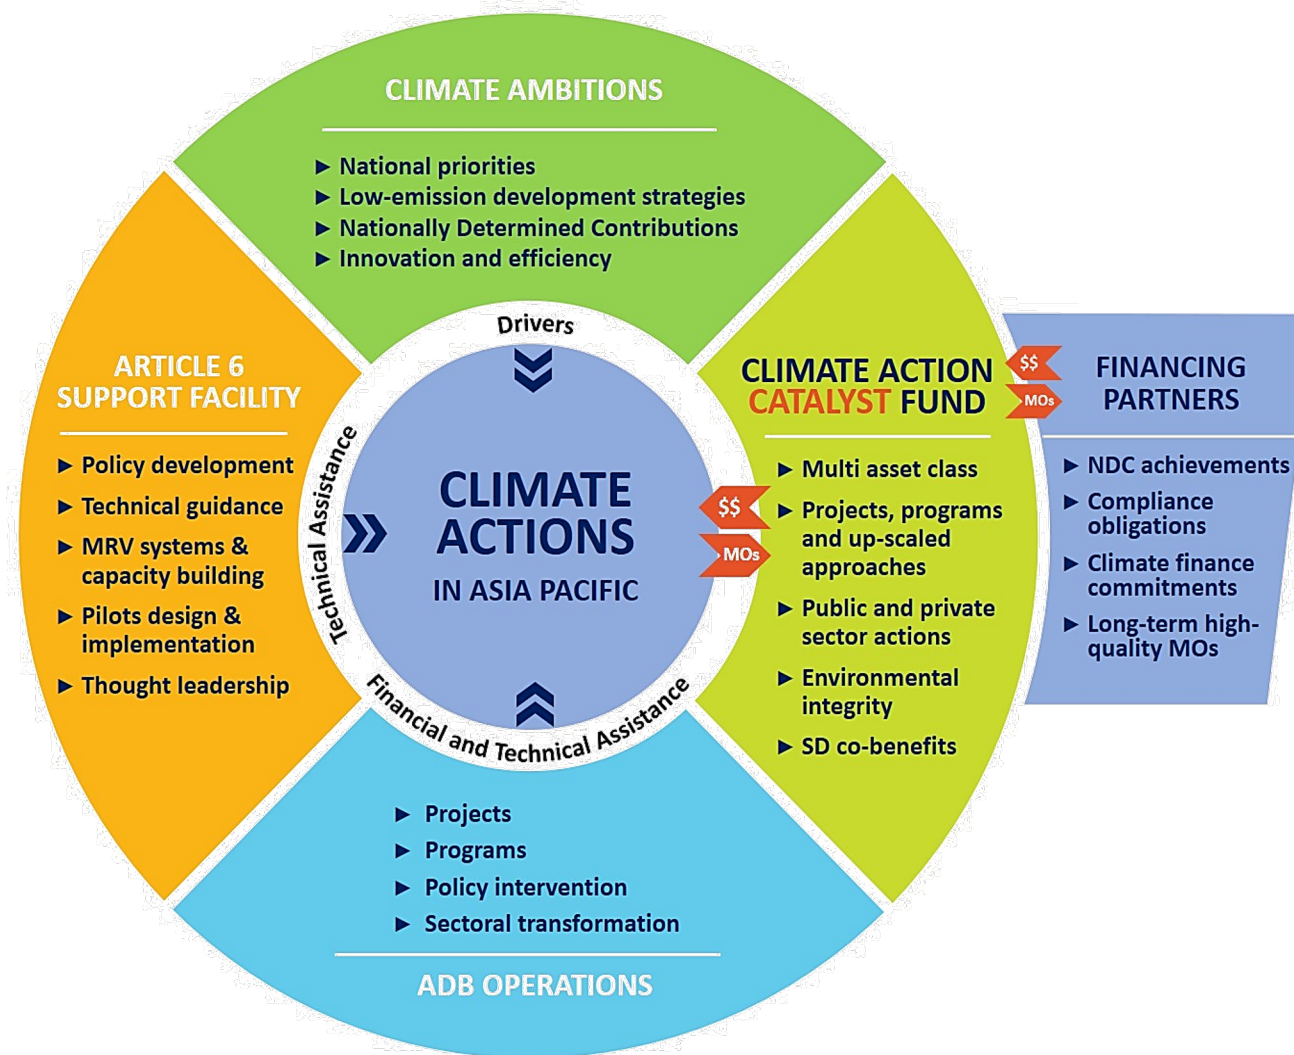 CLIMATE AMBITIONS
► National priorities
► Low-emission development strategies
► Nationally Determined Contributions
► Innovation and efficiency
Drivers
ARTICLE 6
SUPPORT FACILITY
► Policy development
► Technical guidance
► MRV systems &
capacity building
► Pilots design &
implementation
► Thought leadership
Technical Assistance
CLIMATE
ACTIONS
IN ASIA PACIFIC
$$
MOs
CLIMATE ACTION
CATALYST FUND
► Multi asset class
► Projects, programs
and up-scaled
approaches
► Public and private
sector actions
► Environmental
integrity
► SD co-benefits
$$
MOs
FINANCING
PARTNERS
► NDC achievements
► Compliance
obligations
► Climate finance
commitments
► Long-term high-
quality MOs
Financial and Technical Assistance
► Projects
► Programs
► Policy intervention
► Sectoral transformation
ADB OPERATIONS